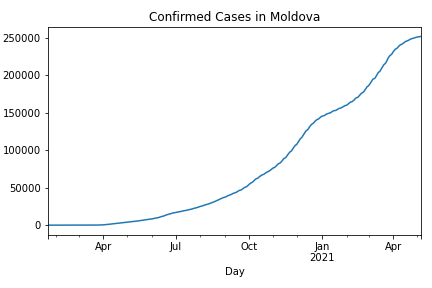 Confirmed Cases in Moldova
250000
200000
150000
100000
50000
0
Apr
Jul
Oct
Jan
2021
Apr
Day